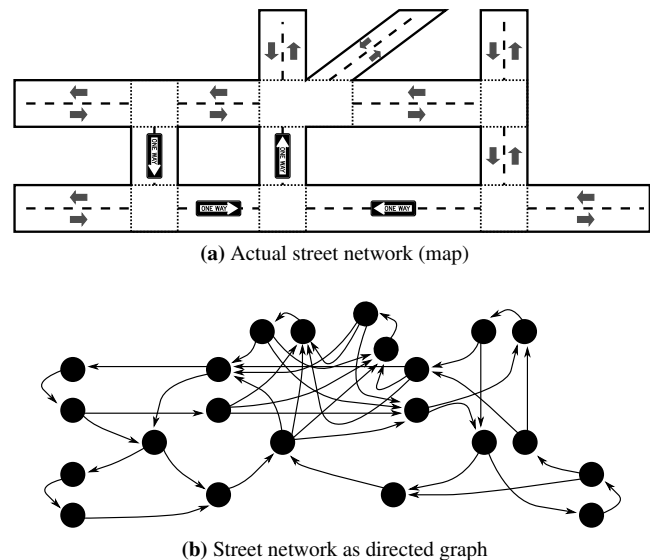 ONE WAY
ONE WAY
ONE WAY
ONE WAY
(a) Actual street network (map)
(b) Street network as directed graph